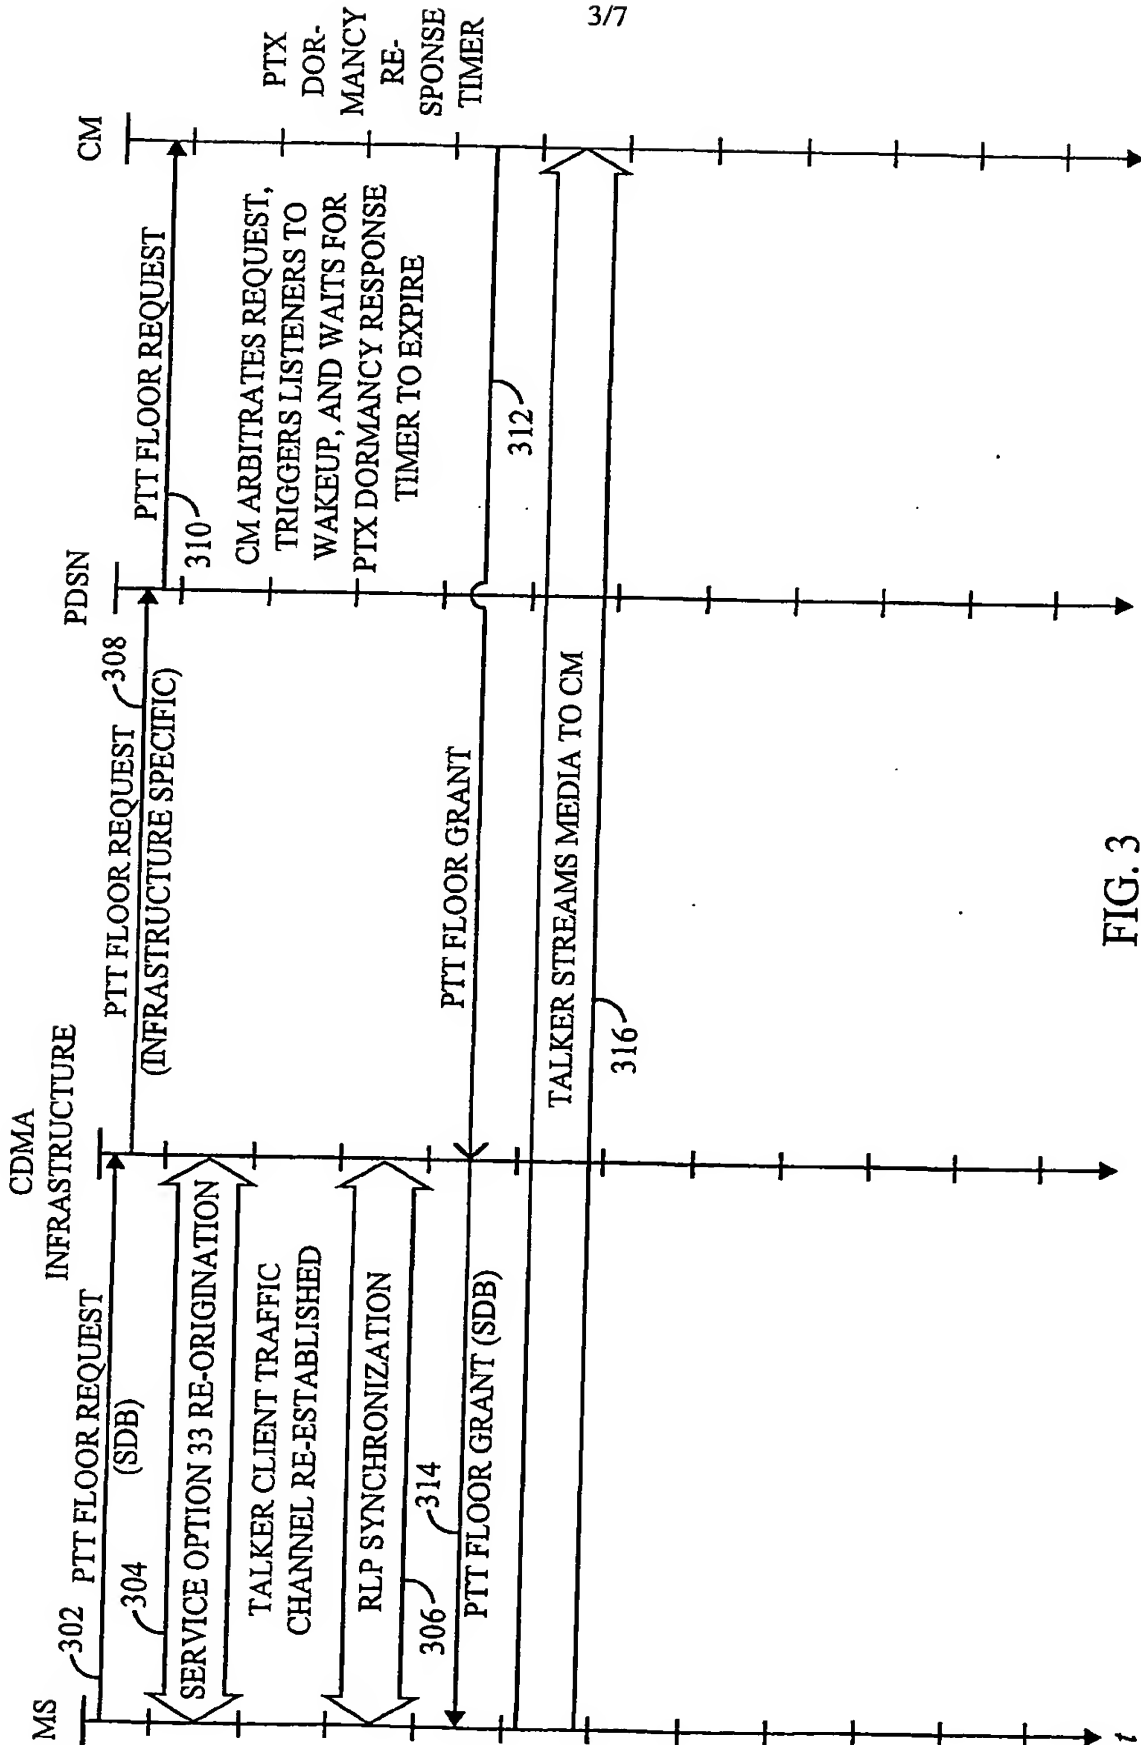 3/7
MS
CDMA
INFRASTRUCTURE
PDSN
CM
302
PTT FLOOR REQUEST
(SDB)
304
SERVICE OPTION 33 RE-ORIGINATION
TALKER CLIENT TRAFFIC
CHANNEL RE-ESTABLISHED
RLP SYNCHRONIZATION
306
314
PTT FLOOR GRANT (SDB)
PTT FLOOR REQUEST
308
(INFRASTRUCTURE SPECIFIC)
PTT FLOOR GRANT
TALKER STREAMS MEDIA TO CM
316
PTT FLOOR REQUEST
310
CM ARBITRATES REQUEST,
TRIGGERS LISTENERS TO
WAKEUP, AND WAITS FOR
PTX DORMANCY RESPONSE
TIMER TO EXPIRE
312
PTX
DOR-
MANCY
RE-
SPONSE
TIMER
t
FIG. 3